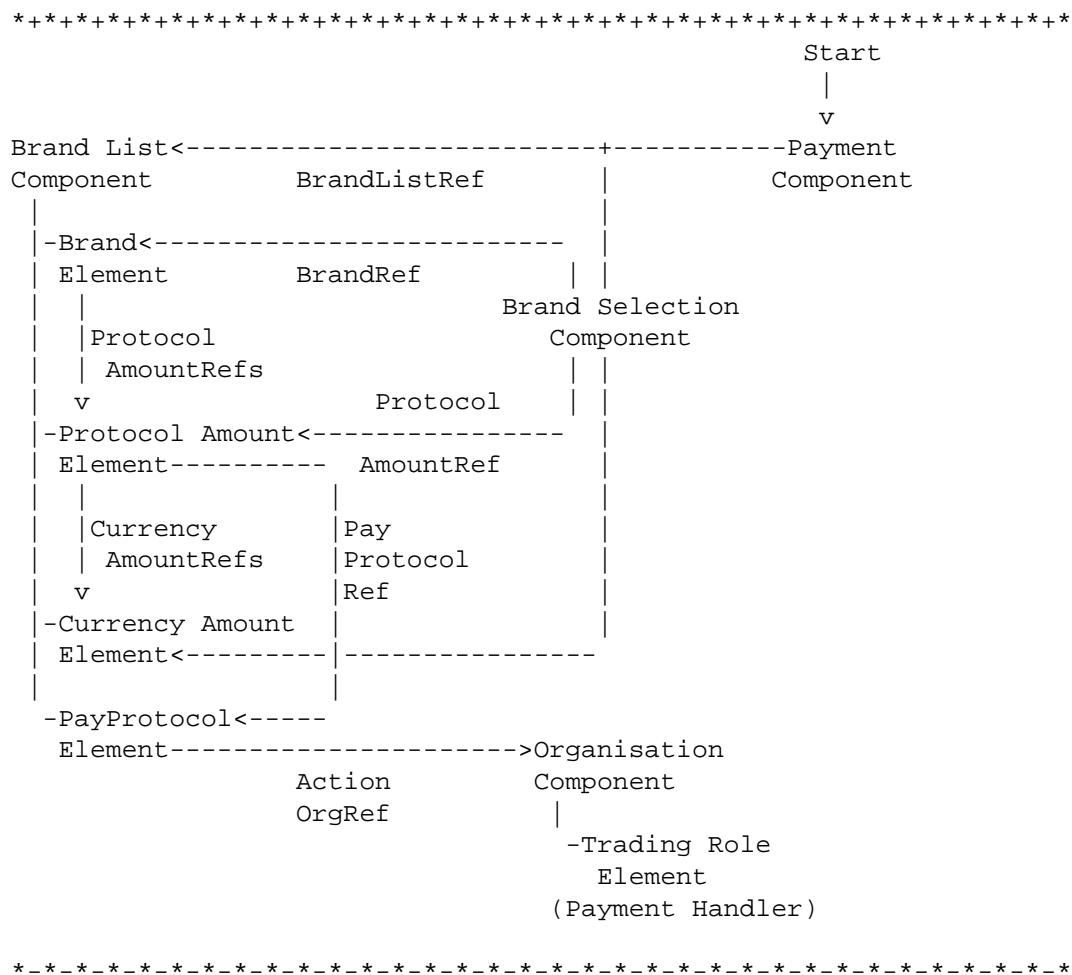 *+*+*+*+*+*+*+*+*+*+*+*+*+*+*+*+*+*+*+*+*+*+*+*+*+*+*+*+*+*+*+*+*+*
Start
|
v
Brand List<--------------------------+-----------Payment
Component         BrandListRef       |          Component
|                                   |
|-Brand<--------------------------  |
| Element        BrandRef         | |
|  |                          Brand Selection
|  |Protocol                     Component
|  | AmountRefs                   | |
|  v                  Protocol    | |
|-Protocol Amount<----------------  |
| Element----------  AmountRef      |
|  |               |                |
|  |Currency       |Pay             |
|  | AmountRefs    |Protocol        |
|  v               |Ref             |
|-Currency Amount  |                |
| Element<---------|----------------
|                  |
-PayProtocol<-----
Element---------------------->Organisation
Action         Component
OrgRef          |
-Trading Role
Element
(Payment Handler)
*-*-*-*-*-*-*-*-*-*-*-*-*-*-*-*-*-*-*-*-*-*-*-*-*-*-*-*-*-*-*-*-*-*